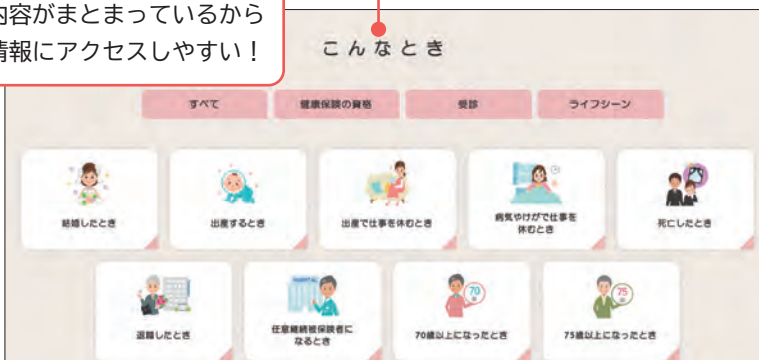 内容がまとまっているから
情報にアクセスしやすい！
こんなとき
すべて
健康保険の資格
受診
ライフシーン
結婚したとき
出産するとき
出産で仕事を休むとき
病気やけがで仕事を
休むとき
死亡したとき
HOSPITAL
70
75
退職したとき
任意継続被保険者に
なるとき
70歳以上になったとき
75歳以上になったとき